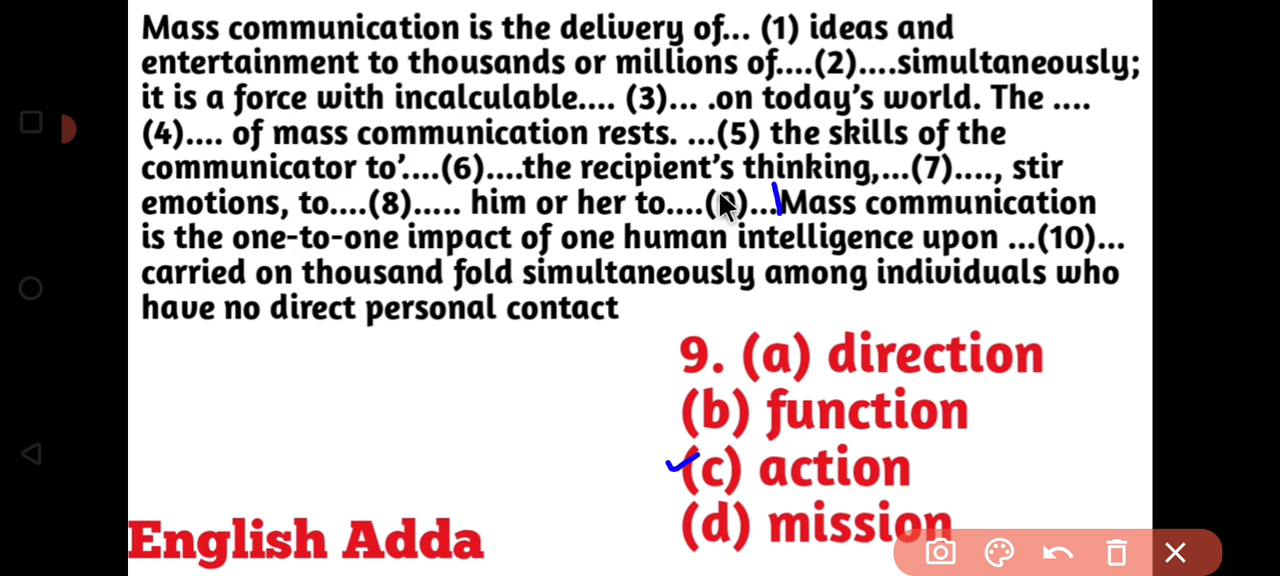 Mass communication is the delivery of... (1) ideas and
entertainment to thousands or millions of....(2)....simultaneously;
it is a force with incalculable.... (3)... .on today's world. The ....
(4).... of mass communication rests. ...(5) the skills of the
communicator to'....(6)....the recipient's thinking,...(7)...., stir
emotions, to....(8)..... him or her to....(9)...Mass communication
is the one-to-one impact of one human intelligence upon ...(10)...
carried on thousand fold simultaneously among individuals who
have no direct personal contact
9. (a) direction
(b) function
(c) action
(d) mission
English Adda